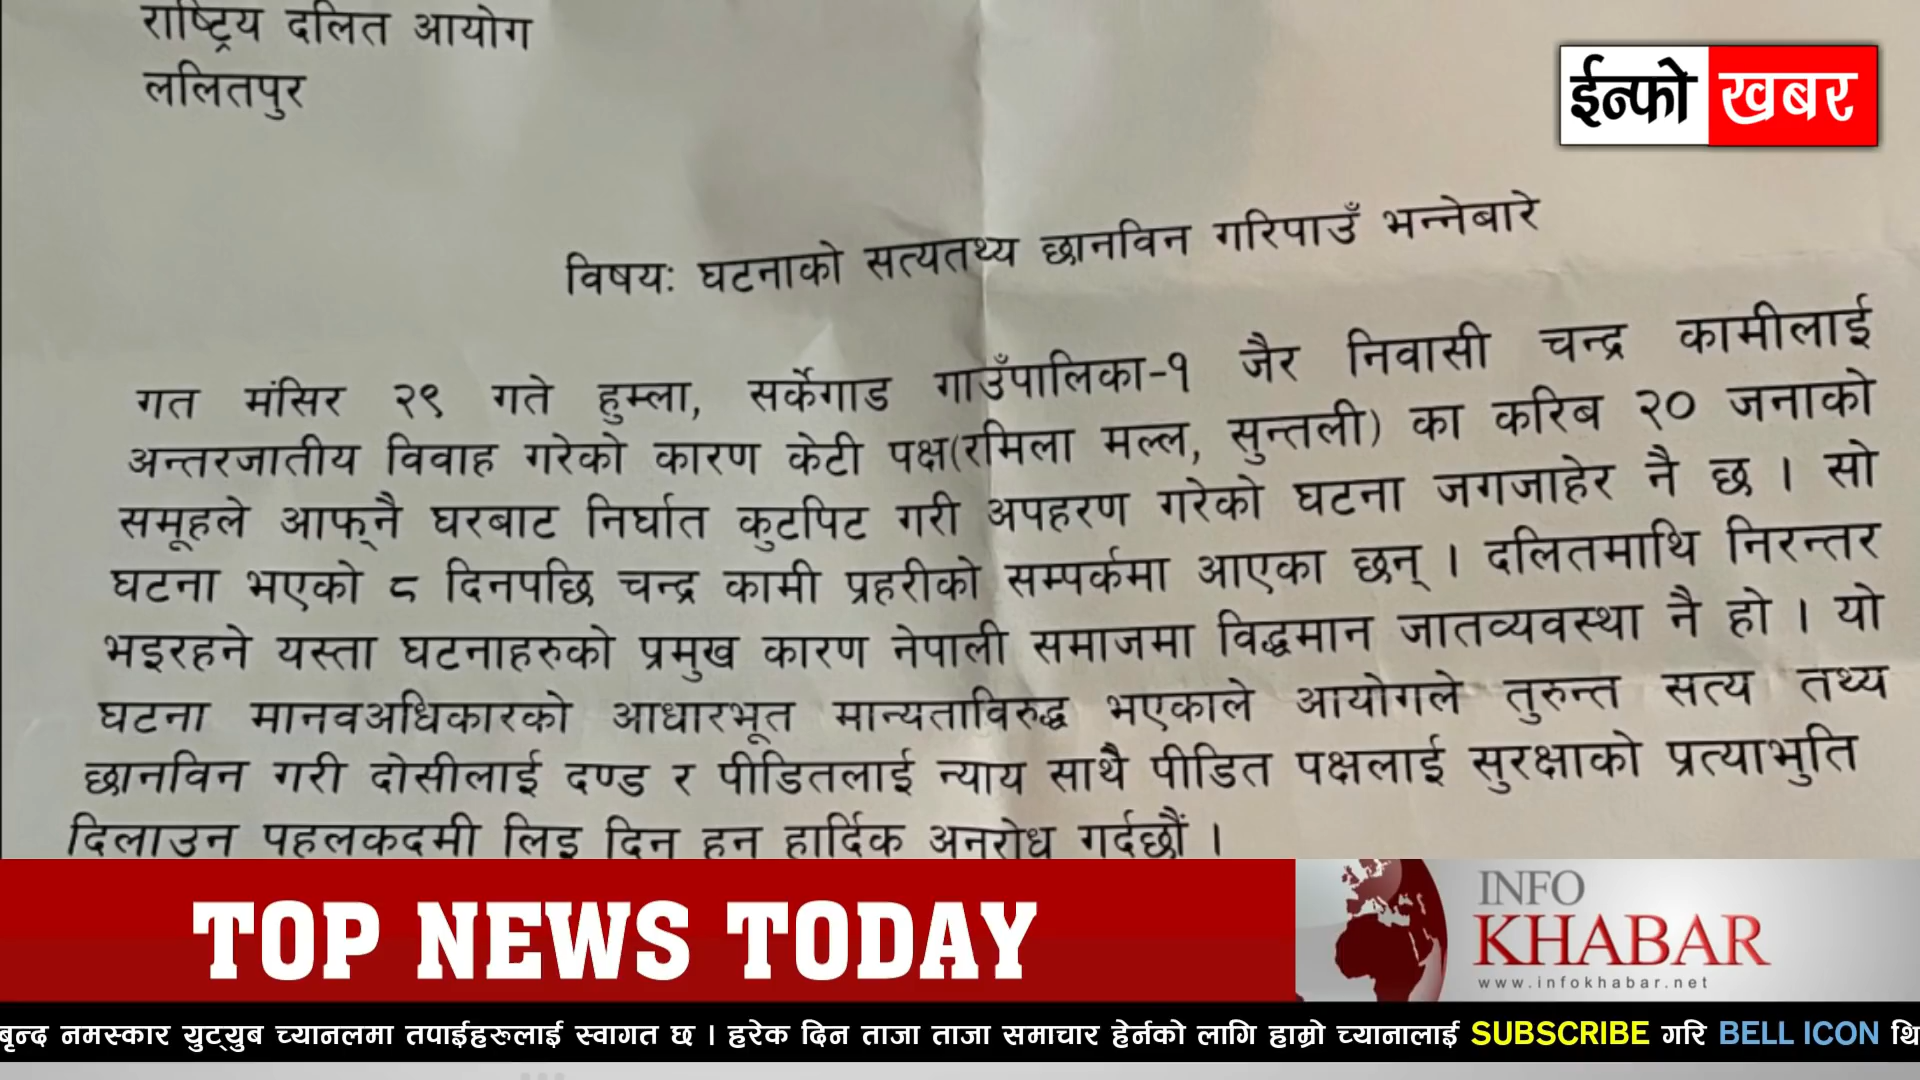 राष्ट्रिय दलित आयोग
ललितपुर
ईन्फो खबर
विषय: घटनाको सत्यतथ्य छानविन गरिपाउँ भन्नेबारे
गत मंसिर २९ गते हुम्ला, सर्केगाड गाउँपालिका-१ जैर निवासी चन्द्र कामीलाई
अन्तरजातीय विवाह गरेको कारण केटी पक्ष(रमिला मल्ल, सुन्तली) का करिब २० जनाको
समूहले आफ्‌नै घरबाट निर्घात कुटपिट गरी अपहरण गरेको घटना जगजाहेर नै छ । सो
घटना भएको ८ दिनपछि चन्द्र कामी प्रहरीको सम्पर्कमा आएका छन् । दलितमाथि निरन्तर
भइरहने यस्ता घटनाहरुको प्रमुख कारण नेपाली समाजमा विद्धमान जातव्यवस्था नै हो । यो
घटना मानवअधिकारको आधारभूत मान्यताविरुद्ध भएकाले आयोगले तुरुन्त सत्य तथ्य
छानविन गरी दोसीलाई दण्ड र पीडितलाई न्याय साथै पीडित पक्षलाई सुरक्षाको प्रत्याभुति
दिलाउन पहलकदमी लिइ दिन हुन हार्दिक अनुरोध गर्दछौं ।
TOP NEWS TODAY
INFO
KHABAR
www.infokhabar.net
बृन्द नमस्कार युट्युब च्यानलमा तपाईहरूलाई स्वागत छ । हरेक दिन ताजा ताजा समाचार हेर्नको लागि हाम्रो च्यानालाई SUBSCRIBE गरि BELL ICON थि